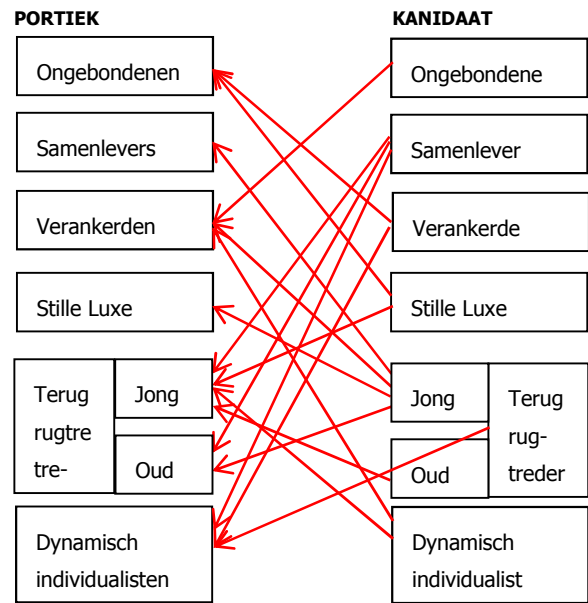 PORTIEK
KANIDAAT
Ongebondenen
Ongebondene
Samenlevers
Samenlever
Verankerden
Verankerde
Stille Luxe
Stille Luxe
Terug
rugtre
tre-
Jong
Oud
Jong
Oud
Terug
rug-
treder
Dynamisch
individualisten
Dynamisch
individualist